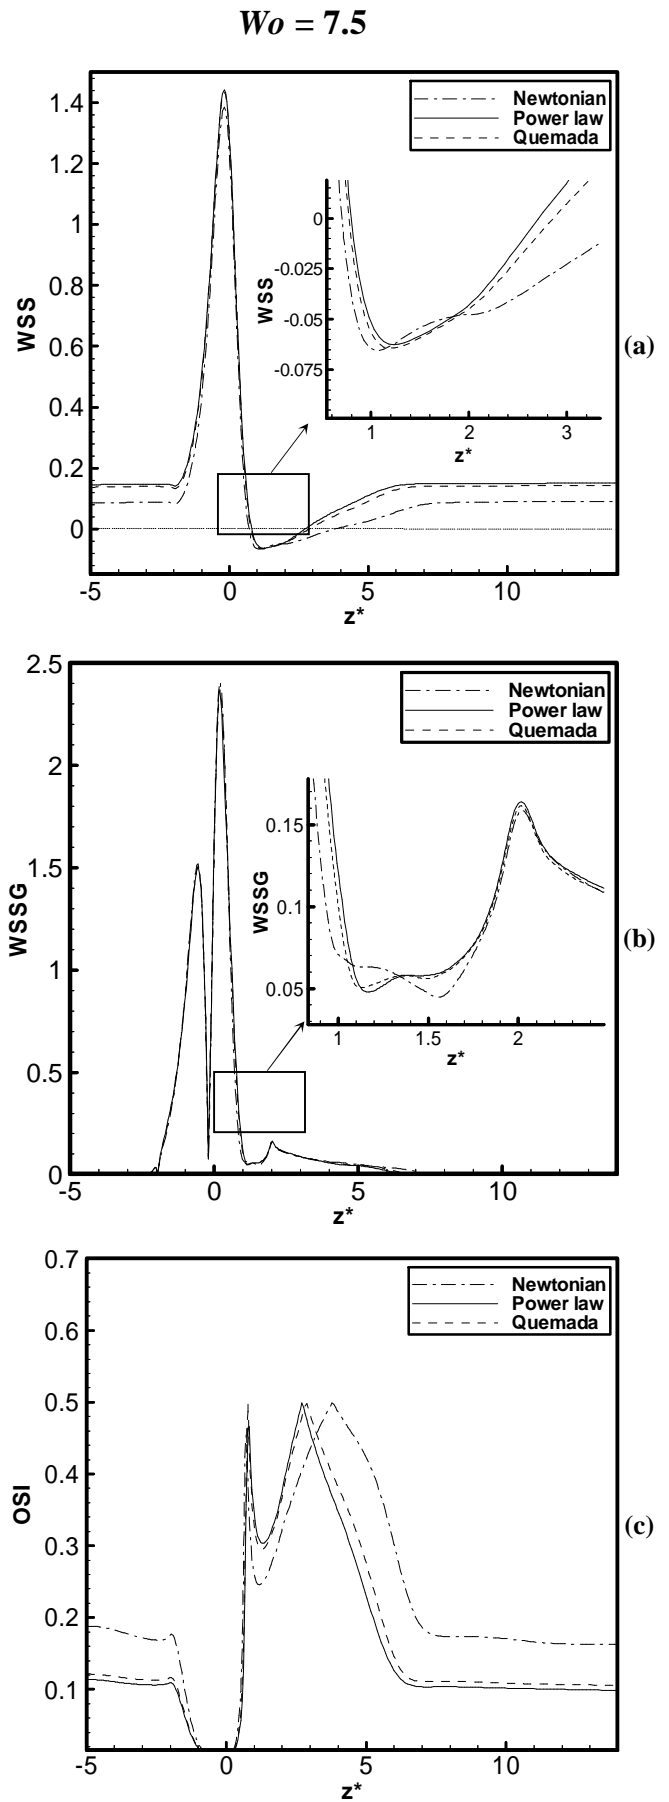 Wo = 7.5
Newtonian
Power law
Quemada
1.4
1.2
1
0.8
0.6
0.4
0.2
0
WSS
0
-0.025
-0.05
-0.075
WSS
1 2 3
z*
(a)
-5 0 5 10
z*
Newtonian
Power law
Quemada
2.5
2
1.5
1
0.5
0
WSSG
0.15
0.1
0.05
WSSG
1 1.5 2
z*
(b)
-5 0 5 10
z*
Newtonian
Power law
Quemada
0.7
0.6
0.5
0.4
0.3
0.2
0.1
OSI
(c)
-5 0 5 10
z*